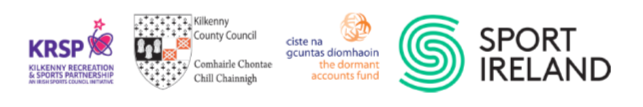 KRSP
KILKENNY RECREATION
& SPORTS PARTNERSHIP
AN IRISH SPORTS COUNCIL INITIATIVE
Kilkenny
County Council
Comhairle Chontae
Chill Chainnigh
ciste na
gcuntas díomhaoin
the dormant
accounts fund
SPORT
IRELAND